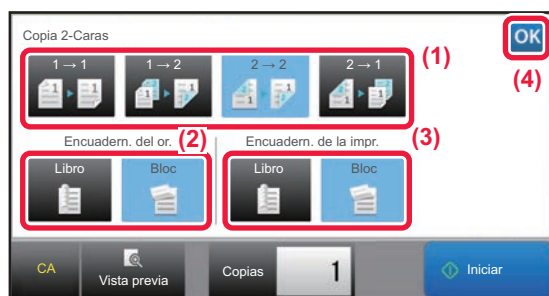 Copia 2-Caras
OK
1 → 1
1 → 2
2 → 2
2 → 1
(1)
(4)
Encuadern. del or.
(2)
Encuadern. de la impr.
(3)
Libro
Bloc
Libro
Bloc
CA
Vista previa
Copias
1
Iniciar